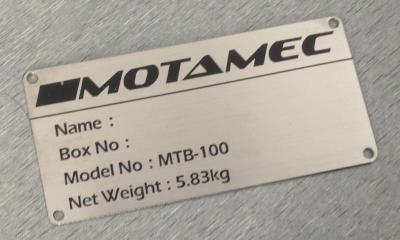 MOTAMEC
Name :
Box No :
Model No : MTB-100
Net Weight : 5.83kg